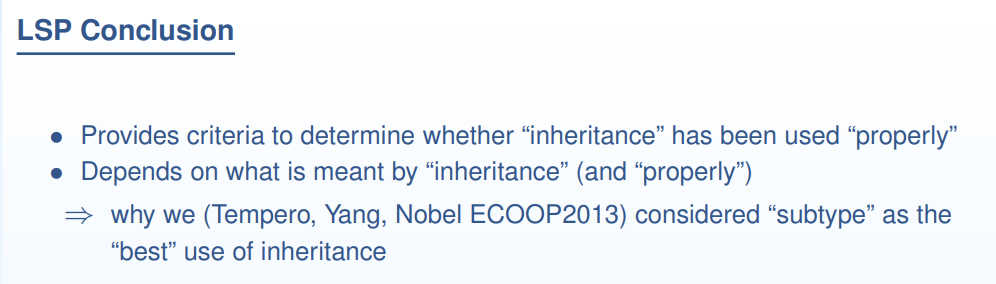 LSP Conclusion
● Provides criteria to determine whether “inheritance” has been used “properly”
● Depends on what is meant by “inheritance” (and “properly”)
⇒ why we (Tempero, Yang, Nobel ECOOP2013) considered “subtype” as the
“best” use of inheritance